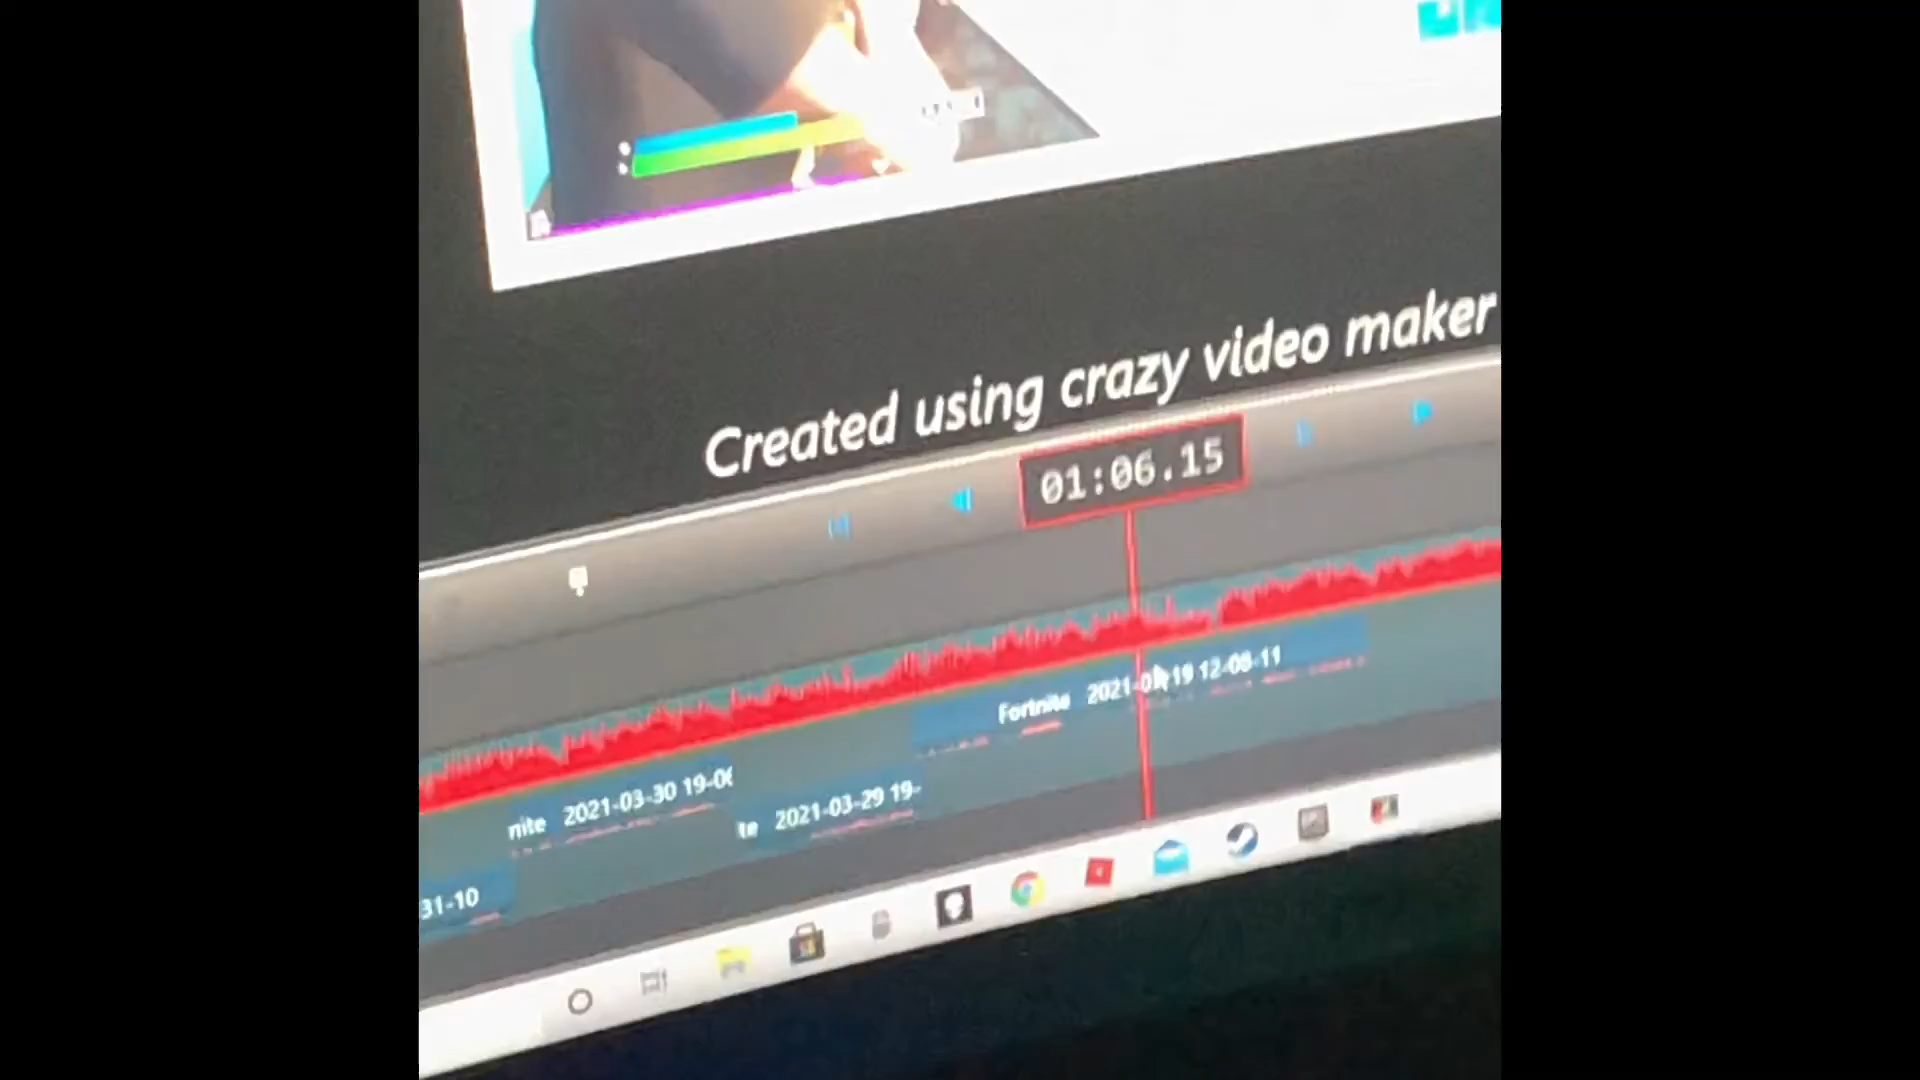 Created using crazy video maker
01:06.15
Fortnite 2021-0 19 12-08-11
nite 2021-03-30 19-06
te 2021-03-29 19-
31-10